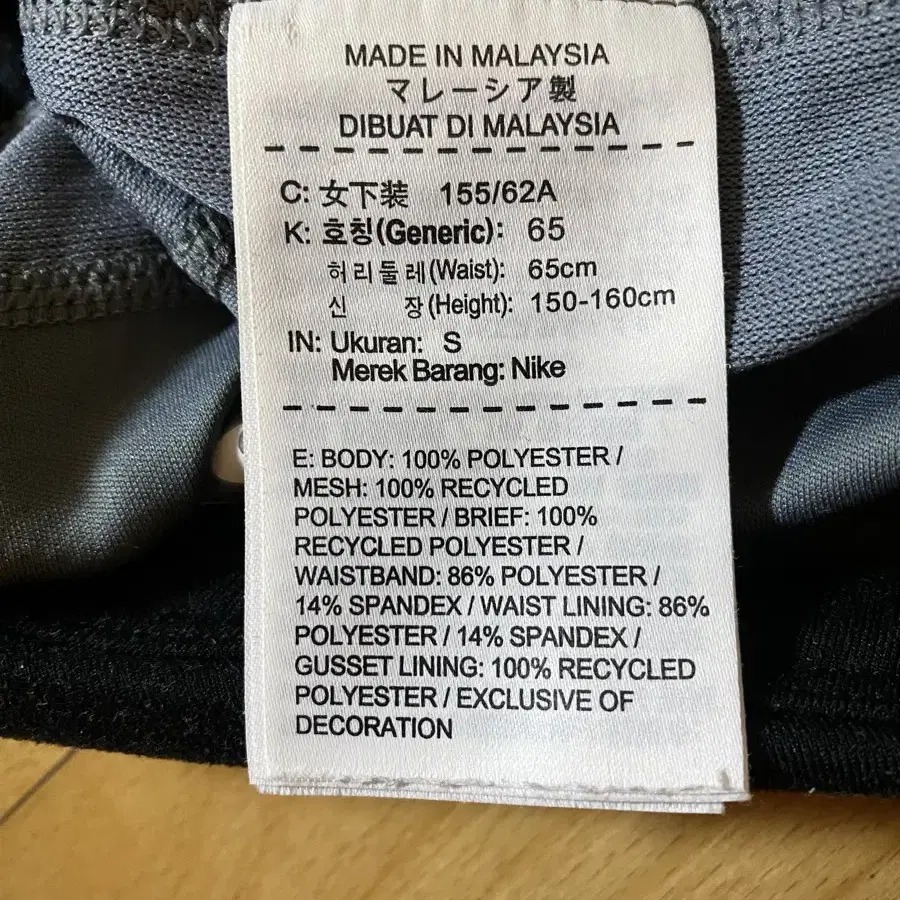 MADE IN MALAYSIA
マレーシア製
DIBUAT DI MALAYSIA
C: 女下装 155/62A
K: 호칭(Generic): 65
허리둘레(Waist): 65cm
신 장(Height): 150-160cm
IN: Ukuran: S
Merek Barang: Nike
E: BODY: 100% POLYESTER /
MESH: 100% RECYCLED
POLYESTER / BRIEF: 100%
RECYCLED POLYESTER /
WAISTBAND: 86% POLYESTER /
14% SPANDEX / WAIST LINING: 86%
POLYESTER / 14% SPANDEX /
GUSSET LINING: 100% RECYCLED
POLYESTER / EXCLUSIVE OF
DECORATION